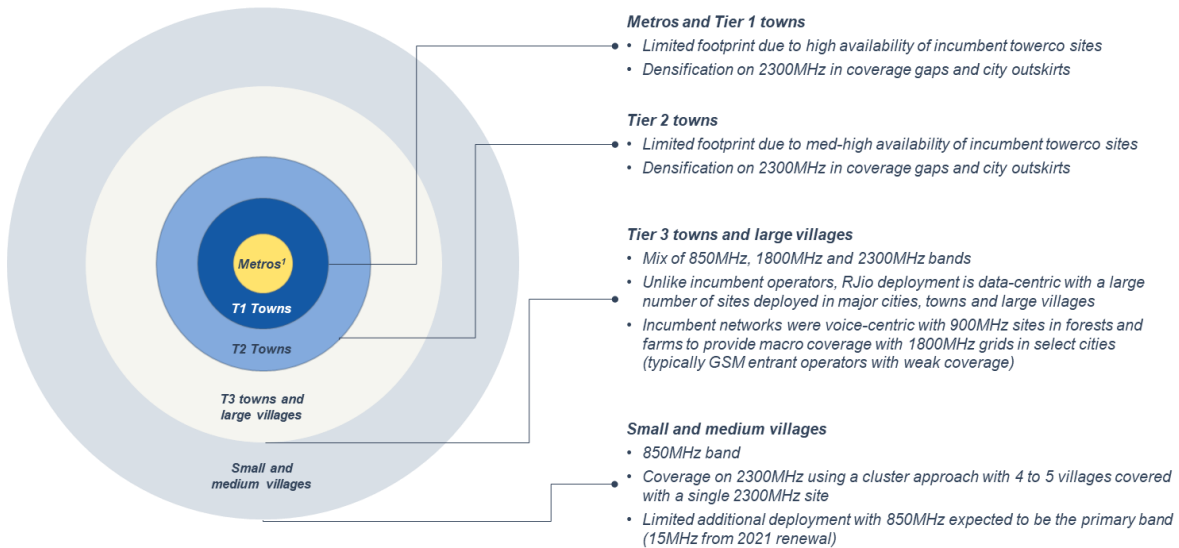 Metros¹
T1 Towns
T2 Towns
T3 towns and
large villages
Small and
medium villages
Metros and Tier 1 towns
• Limited footprint due to high availability of incumbent towerco sites
• Densification on 2300MHz in coverage gaps and city outskirts
Tier 2 towns
• Limited footprint due to med-high availability of incumbent towerco sites
• Densification on 2300MHz in coverage gaps and city outskirts
Tier 3 towns and large villages
• Mix of 850MHz, 1800MHz and 2300MHz bands
• Unlike incumbent operators, RJio deployment is data-centric with a large
number of sites deployed in major cities, towns and large villages
• Incumbent networks were voice-centric with 900MHz sites in forests and
farms to provide macro coverage with 1800MHz grids in select cities
(typically GSM entrant operators with weak coverage)
Small and medium villages
• 850MHz band
• Coverage on 2300MHz using a cluster approach with 4 to 5 villages covered
with a single 2300MHz site
• Limited additional deployment with 850MHz expected to be the primary band
(15MHz from 2021 renewal)